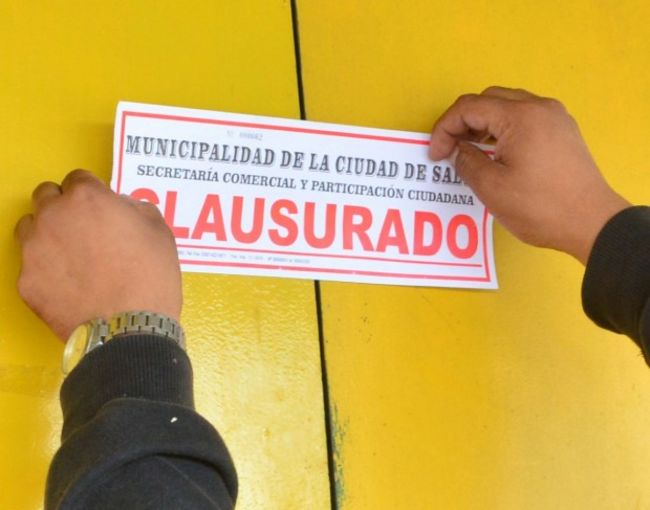 MUNICIPALIDAD DE LA CIUDAD DE SAL
SECRETARÍA COMERCIAL Y PARTICIPACIÓN CIUDADANA
CLAUSURADO